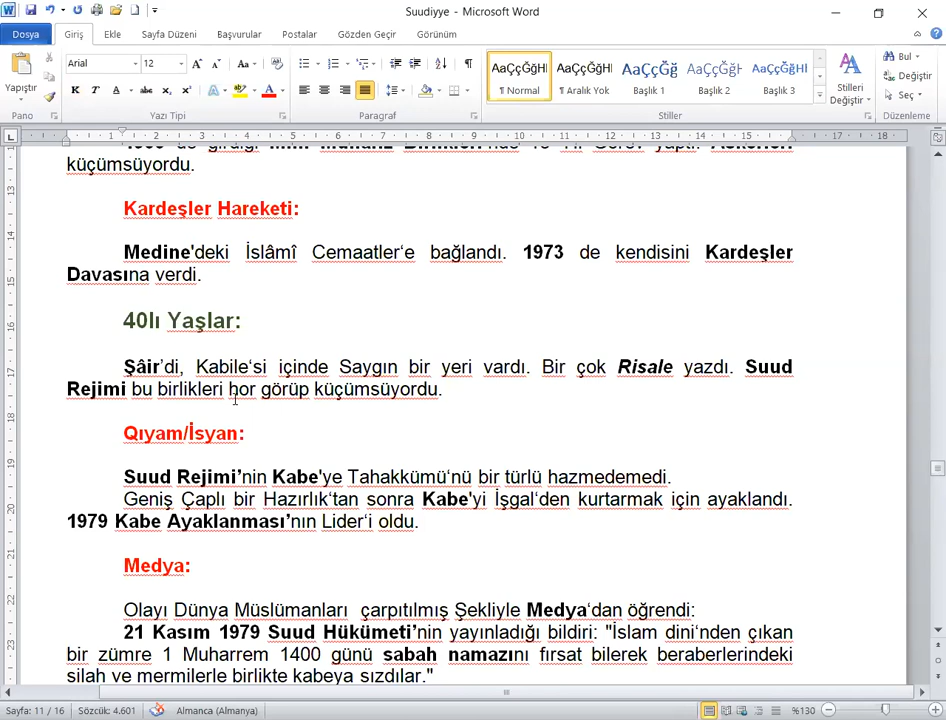 Suudiyye - Microsoft Word
Dosya Giriş Ekle Sayfa Düzeni Başvurular Postalar Gözden Geçir Görünüm
Yapıştır
Arial 12
AaÇçĞğHl AaÇçĞğHl AaÇçĞğ AaÇçĞğHl AaÇçĞğHl
¶ Normal ¶ Aralık Yok Başlık 1 Başlık 2 Başlık 3
Stilleri Değiştir
Bul
Değiştir
Seç
Pano Yazı Tipi Paragraf Stiller Düzenleme
küçümsüyordu.
Kardeşler Hareketi:
Medine'deki İslâmî Cemaatler‘e bağlandı. 1973 de kendisini Kardeşler
Davasına verdi.
40lı Yaşlar:
Şâir’di, Kabile‘si içinde Saygın bir yeri vardı. Bir çok Risale yazdı. Suud
Rejimi bu birlikleri hor görüp küçümsüyordu.
Qıyam/İsyan:
Suud Rejimi’nin Kabe'ye Tahakkümü‘nü bir türlü hazmedemedi.
Geniş Çaplı bir Hazırlık‘tan sonra Kabe'yi İşgal‘den kurtarmak için ayaklandı.
1979 Kabe Ayaklanması’nın Lider‘i oldu.
Medya:
Olayı Dünya Müslümanları çarpıtılmış Şekliyle Medya‘dan öğrendi:
21 Kasım 1979 Suud Hükümeti’nin yayınladığı bildiri: "İslam dini‘nden çıkan
bir zümre 1 Muharrem 1400 günü sabah namazını fırsat bilerek beraberlerindeki
silah ve mermilerle birlikte kabeya sızdılar."
Sayfa: 11 / 16 Sözcük: 4.601 Almanca (Almanya) %130